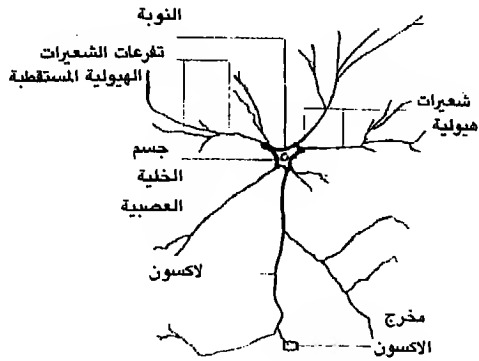 النوبة
تفرعات الشعيرات
الهيولية المستقطبة
شعيرات
هيولية
جسم
الخلية
العصبية
لاكسون
مخرج
الاكسون